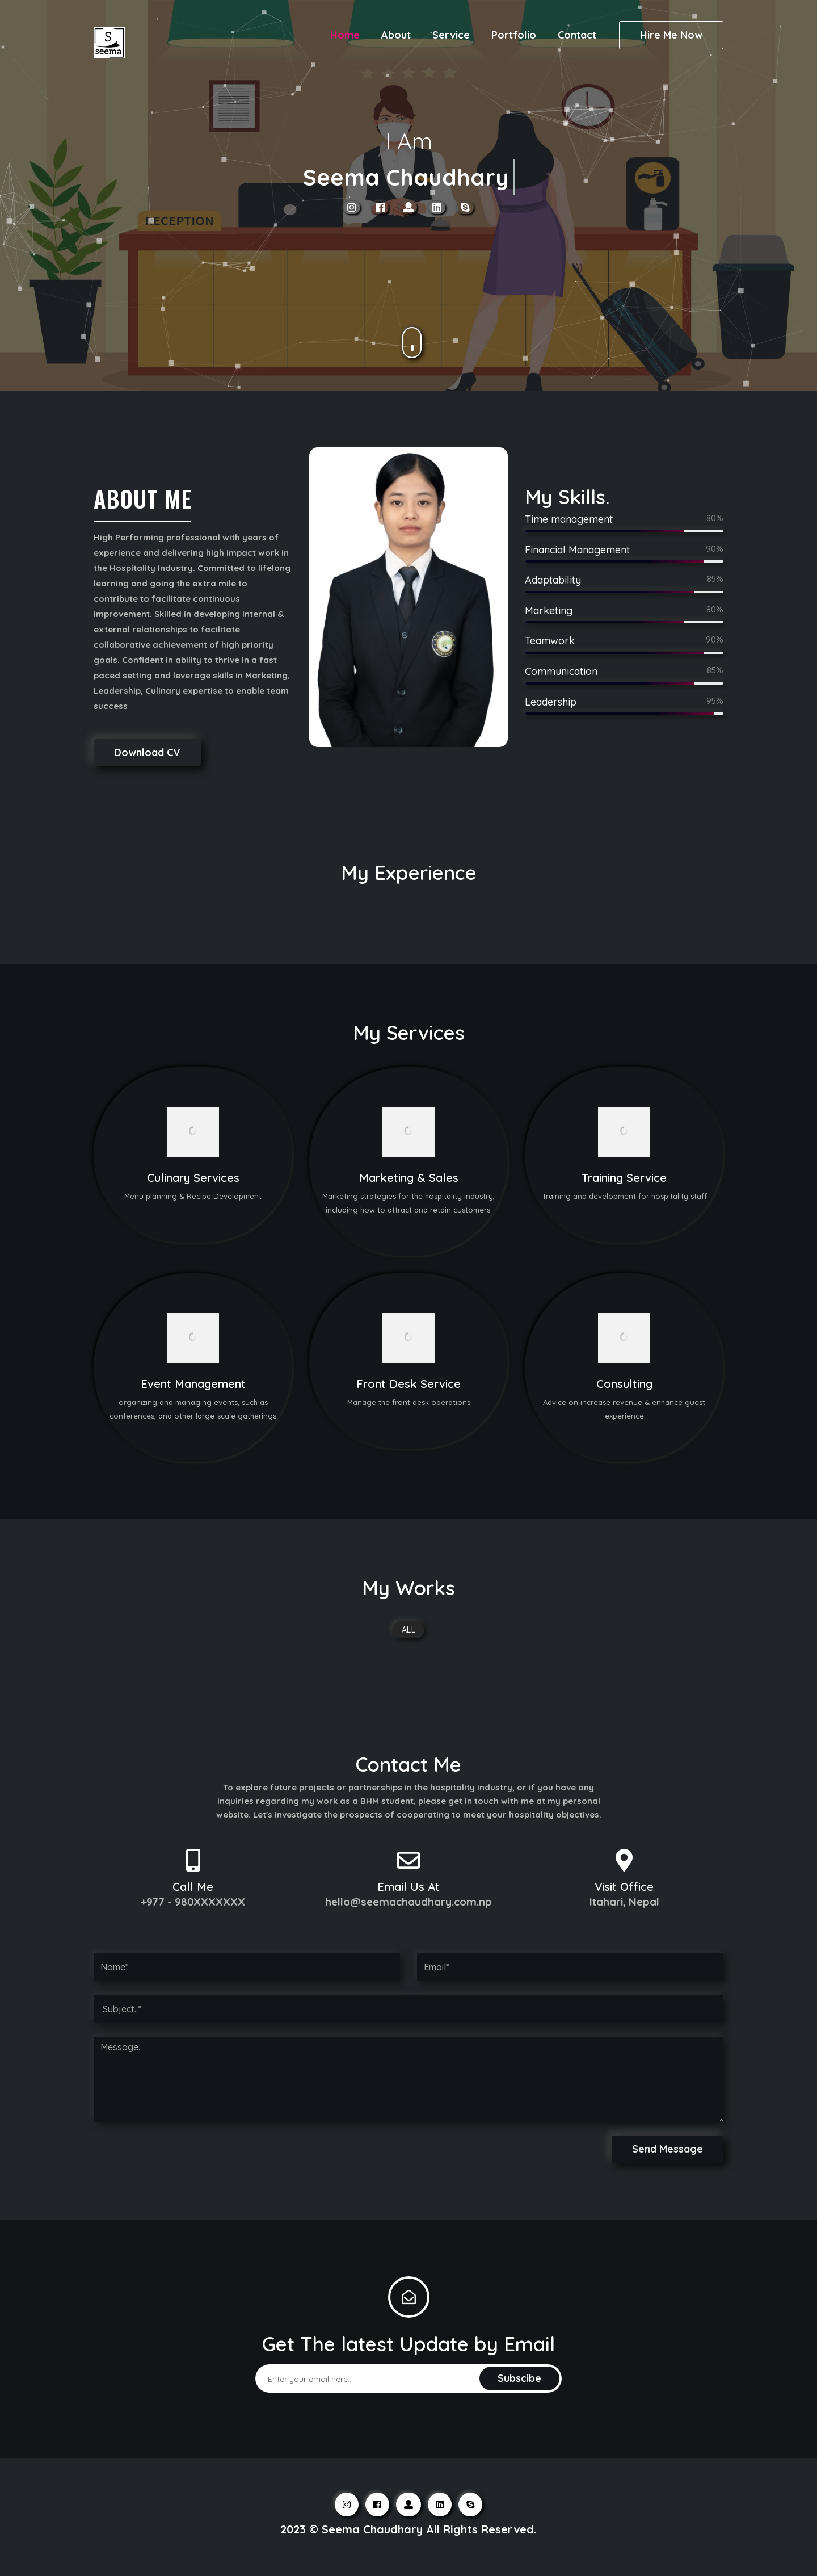 S
seema
Home
About
Service
Portfolio
Contact
Hire Me Now
I Am
Seema Chaudhary
RECEPTION
ABOUT ME
High Performing professional with years of
experience and delivering high impact work in
the Hospitality Industry. Committed to lifelong
learning and going the extra mile to
contribute to facilitate continuous
improvement. Skilled in developing internal &
external relationships to facilitate
collaborative achievement of high priority
goals. Confident in ability to thrive in a fast
paced setting and leverage skills in Marketing,
Leadership, Culinary expertise to enable team
success
Download CV
My Skills.
Time management 80%
Financial Management 90%
Adaptability 85%
Marketing 80%
Teamwork 90%
Communication 85%
Leadership 95%
My Experience
My Services
Culinary Services
Menu planning & Recipe Development
Marketing & Sales
Marketing strategies for the hospitality industry,
including how to attract and retain customers.
Training Service
Training and development for hospitality staff
Event Management
organizing and managing events, such as
conferences, and other large-scale gatherings
Front Desk Service
Manage the front desk operations
Consulting
Advice on increase revenue & enhance guest
experience
My Works
ALL
Contact Me
To explore future projects or partnerships in the hospitality industry, or if you have any
inquiries regarding my work as a BHM student, please get in touch with me at my personal
website. Let's investigate the prospects of cooperating to meet your hospitality objectives.
Call Me
+977 - 980XXXXXXX
Email Us At
hello@seemachaudhary.com.np
Visit Office
Itahari, Nepal
Name*
Email*
Subject..*
Message..
Send Message
Get The latest Update by Email
Enter your email here...
Subscibe
2023 © Seema Chaudhary All Rights Reserved.